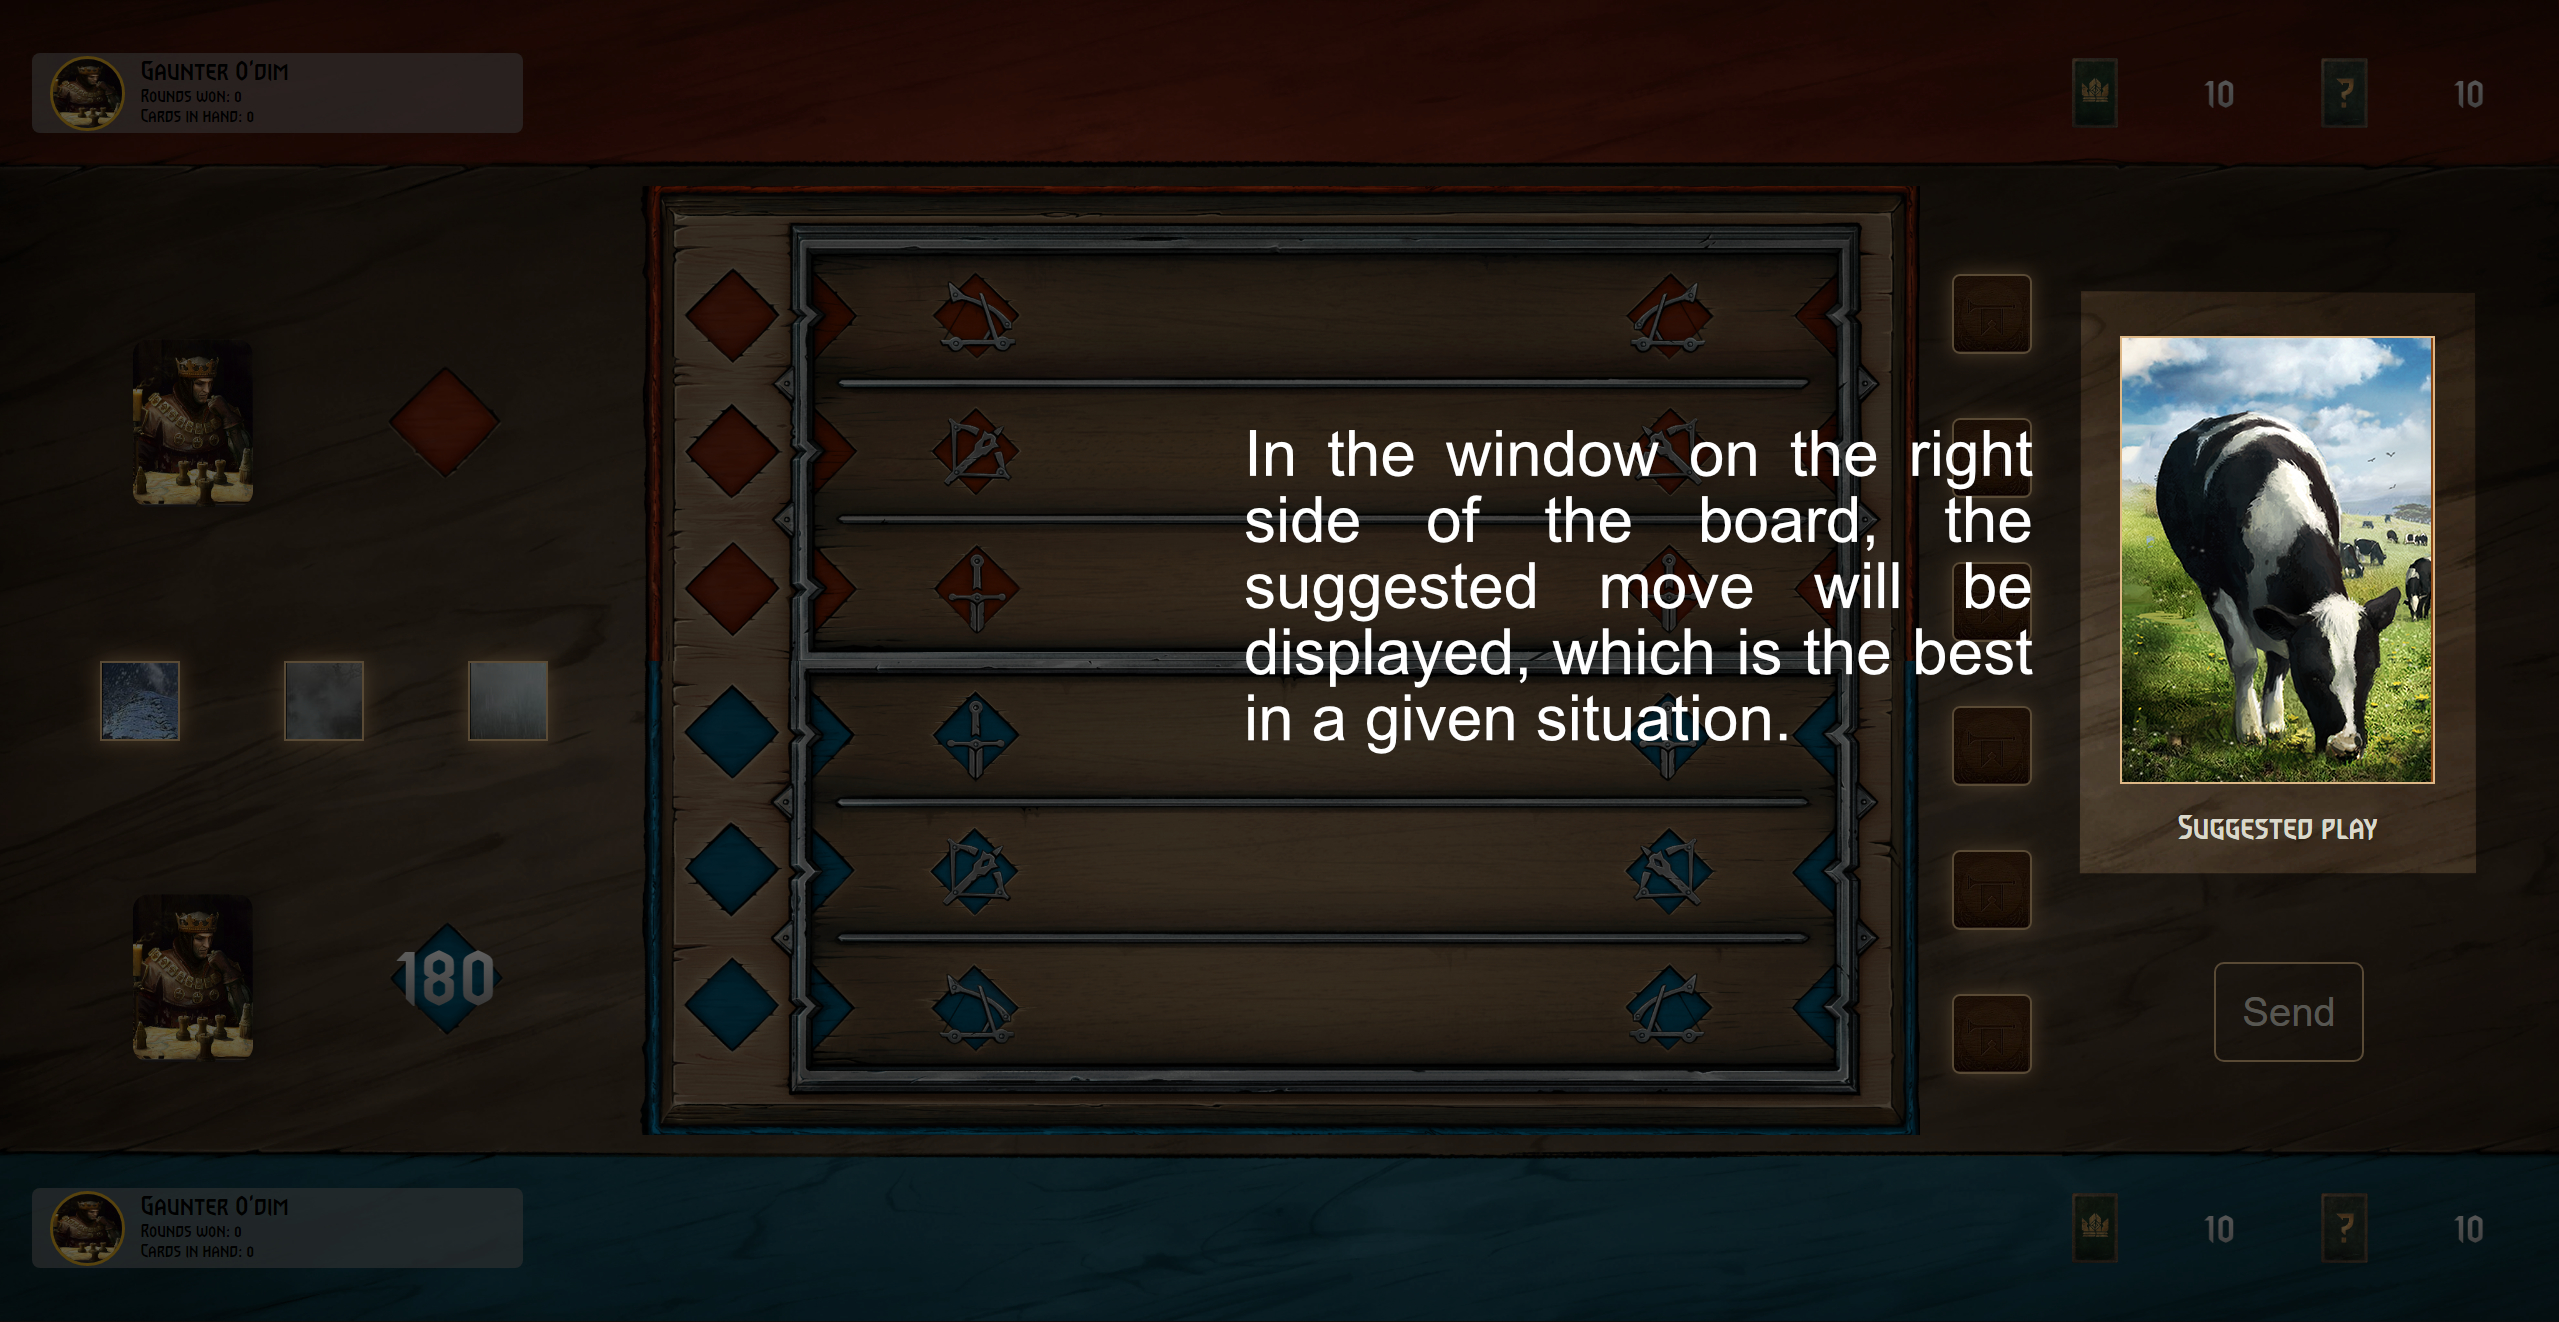 Gaunter O'Dim
Rounds won: 0
Cards in hand: 0
10
?
10
In the window on the right
side of the board, the
suggested move will be
displayed, which is the best
in a given situation.
Suggested play
180
Send
Gaunter O'Dim
Rounds won: 0
Cards in hand: 0
10
?
10